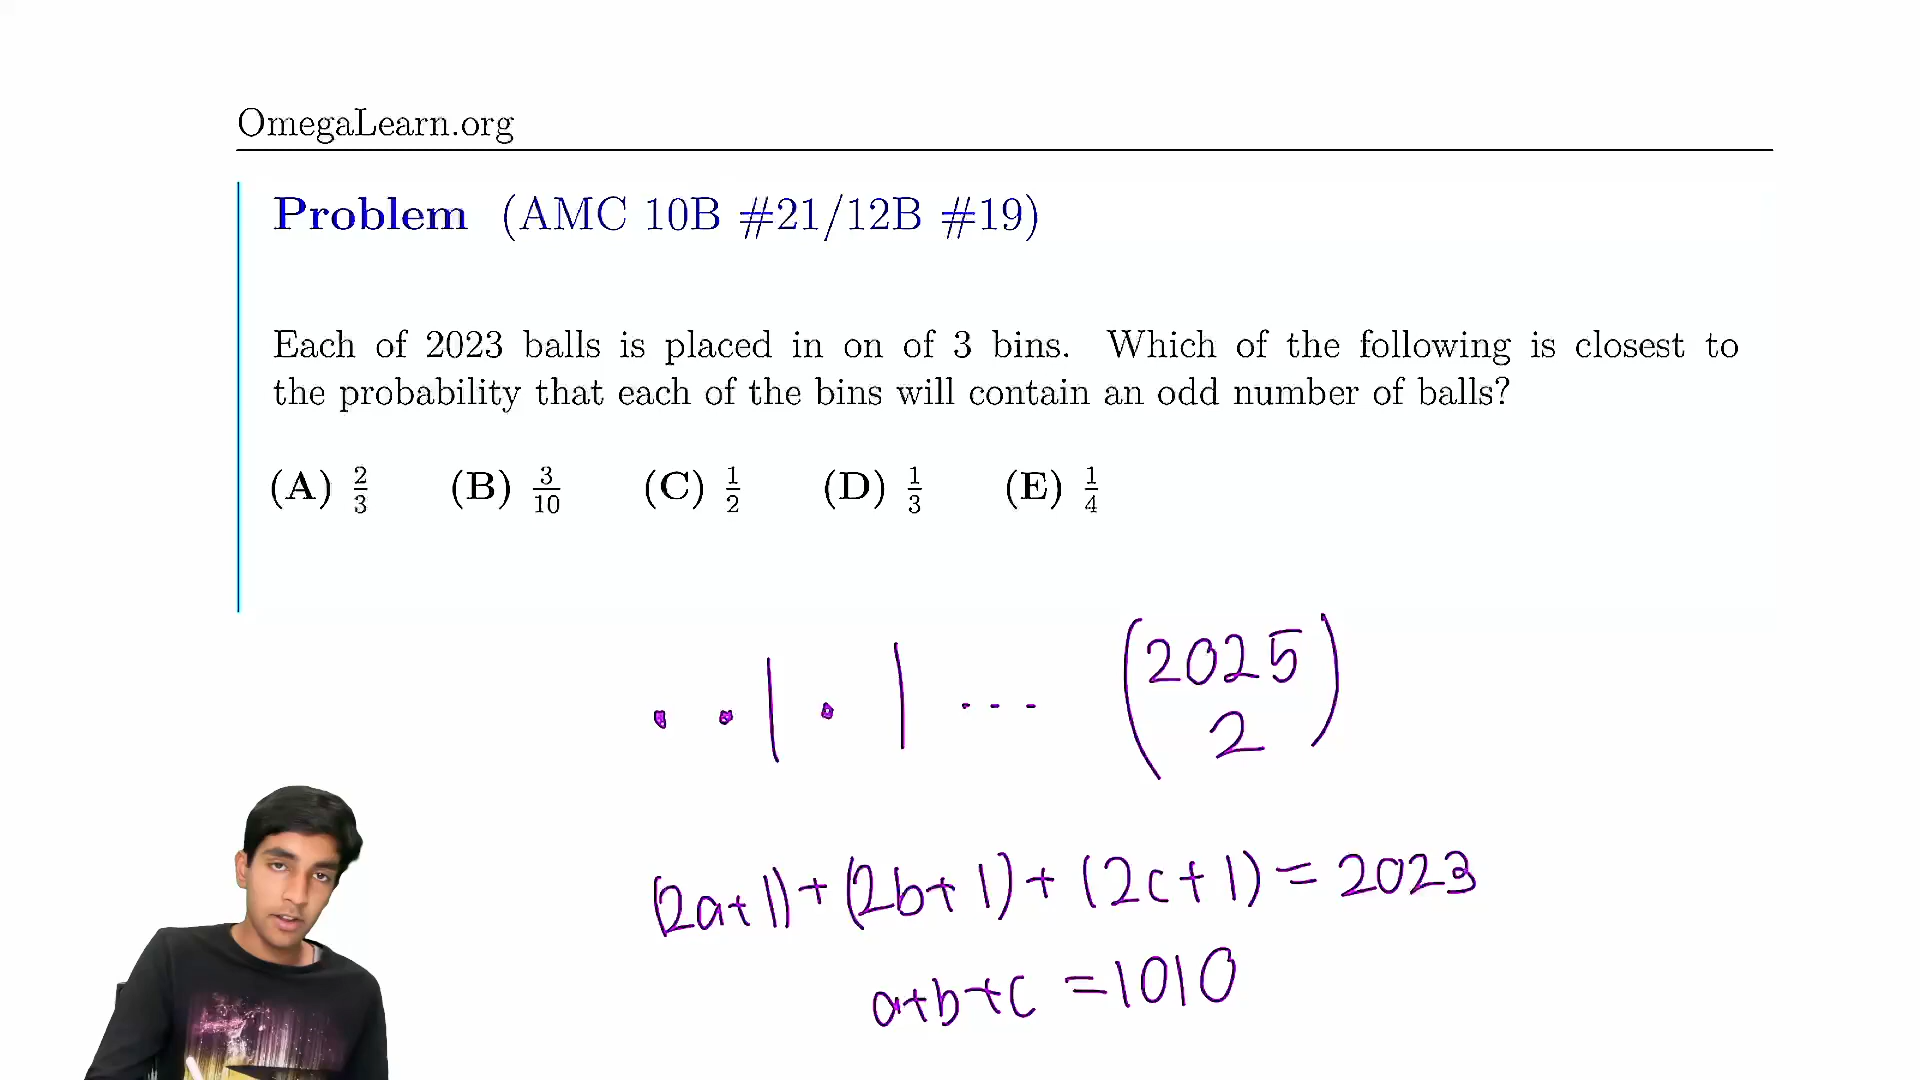 OmegaLearn.org
Problem (AMC 10B #21/12B #19)
Each of 2023 balls is placed in on of 3 bins. Which of the following is closest to
the probability that each of the bins will contain an odd number of balls?
(A) 2/3 (B) 3/10 (C) 1/2 (D) 1/3 (E) 1/4
. . | . | ... (2025
2)
(2a+1)+(2b+1)+(2c+1)=2023
a+b+c=1010